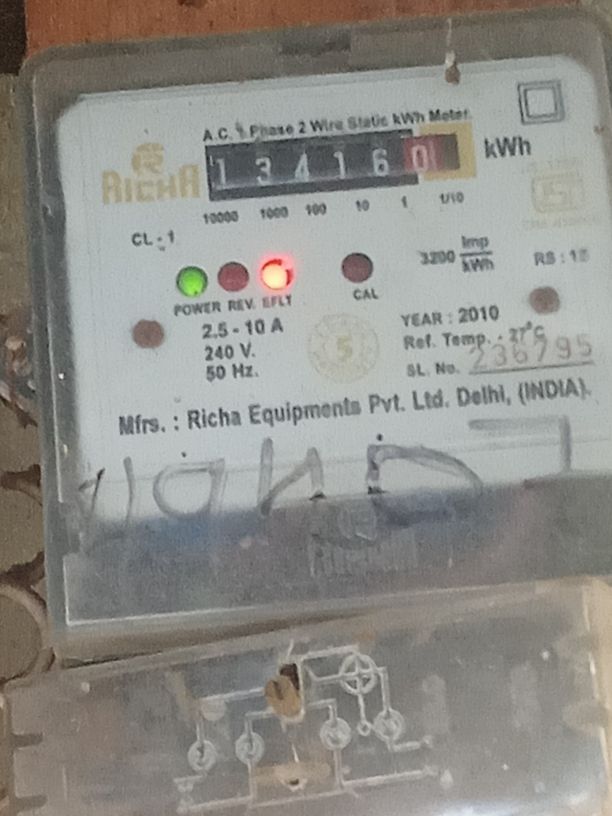 A.C. 1 Phase 2 Wire Static kWh Meter
1 3 4 1 6 0 kWh
RICHA
10000 1000 100 10 1 1/10
CL - 1
3200 Imp/kWh
POWER REV. EFLT CAL
2.5 - 10 A
240 V.
50 Hz.
5
YEAR : 2010
Ref. Temp. - 27°C
SL. No. 236795
Mfrs. : Richa Equipments Pvt. Ltd. Delhi, (INDIA).